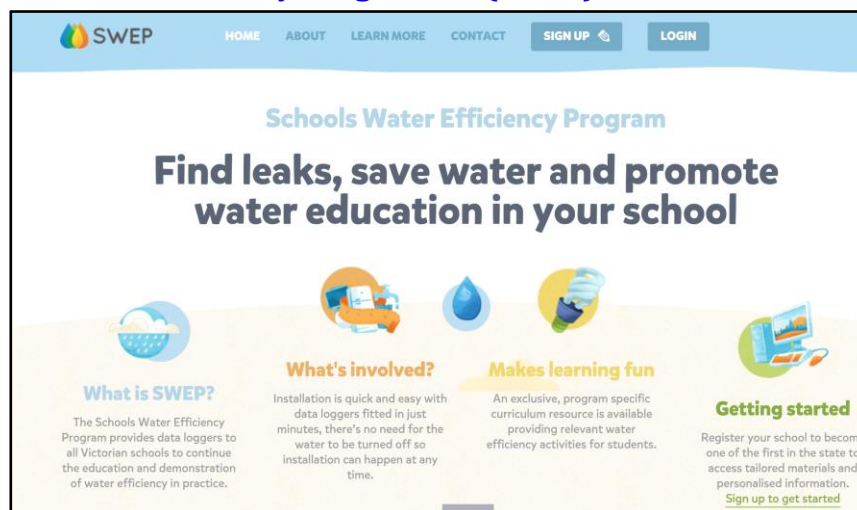 SWEP
HOME ABOUT LEARN MORE CONTACT SIGN UP LOGIN
Schools Water Efficiency Program
Find leaks, save water and promote
water education in your school
What is SWEP?
The Schools Water Efficiency
Program provides data loggers to
all Victorian schools to continue
the education and demonstration
of water efficiency in practice.
What's involved?
Installation is quick and easy with
data loggers fitted in just
minutes, there's no need for the
water to be turned off so
installation can happen at any
time.
Makes learning fun
An exclusive, program specific
curriculum resource is available
providing relevant water
efficiency activities for students.
Getting started
Register your school to become
one of the first in the state to
access tailored materials and
personalised information.
Sign up to get started